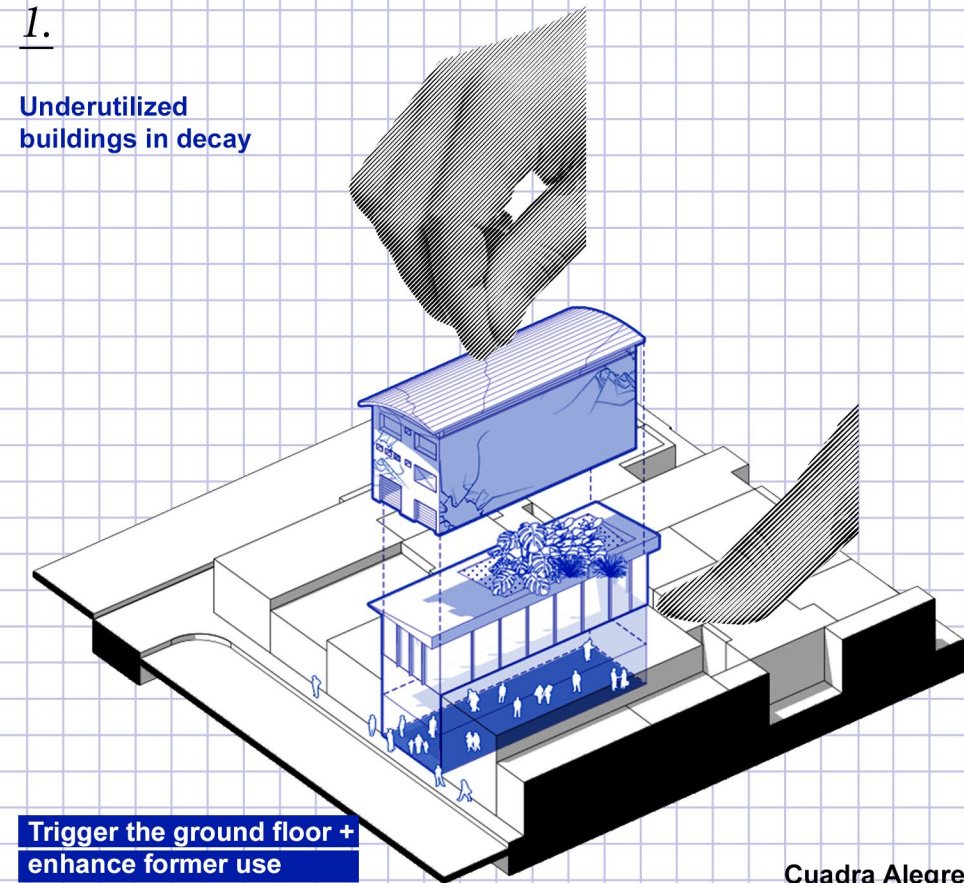 1.
Underutilized
buildings in decay
Trigger the ground floor +
enhance former use
Cuadra Alegre